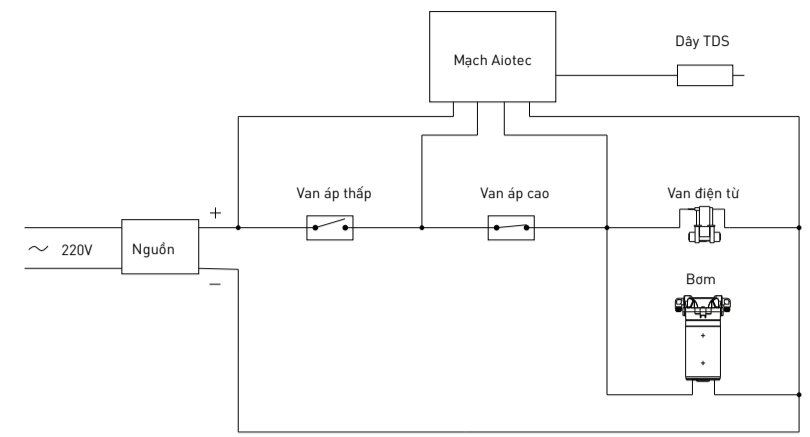 Mạch Aiotec
Dây TDS
Van áp thấp
Van áp cao
Van điện từ
+
~ 220V
Nguồn
−
Bơm